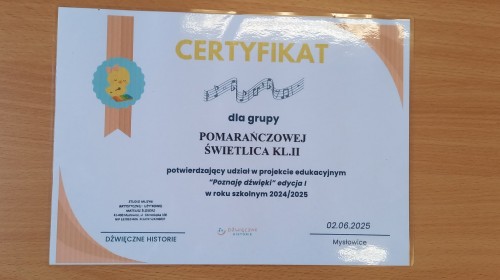 CERTYFIKAT
dla grupy
POMARAŃCZOWEJ
ŚWIETLICA KL.II
potwierdzający udział w projekcie edukacyjnym
"Poznaję dźwięki" edycja I
w roku szkolnym 2024/2025
02.06.2025
DŹWIĘCZNE HISTORIE
Mysłowice